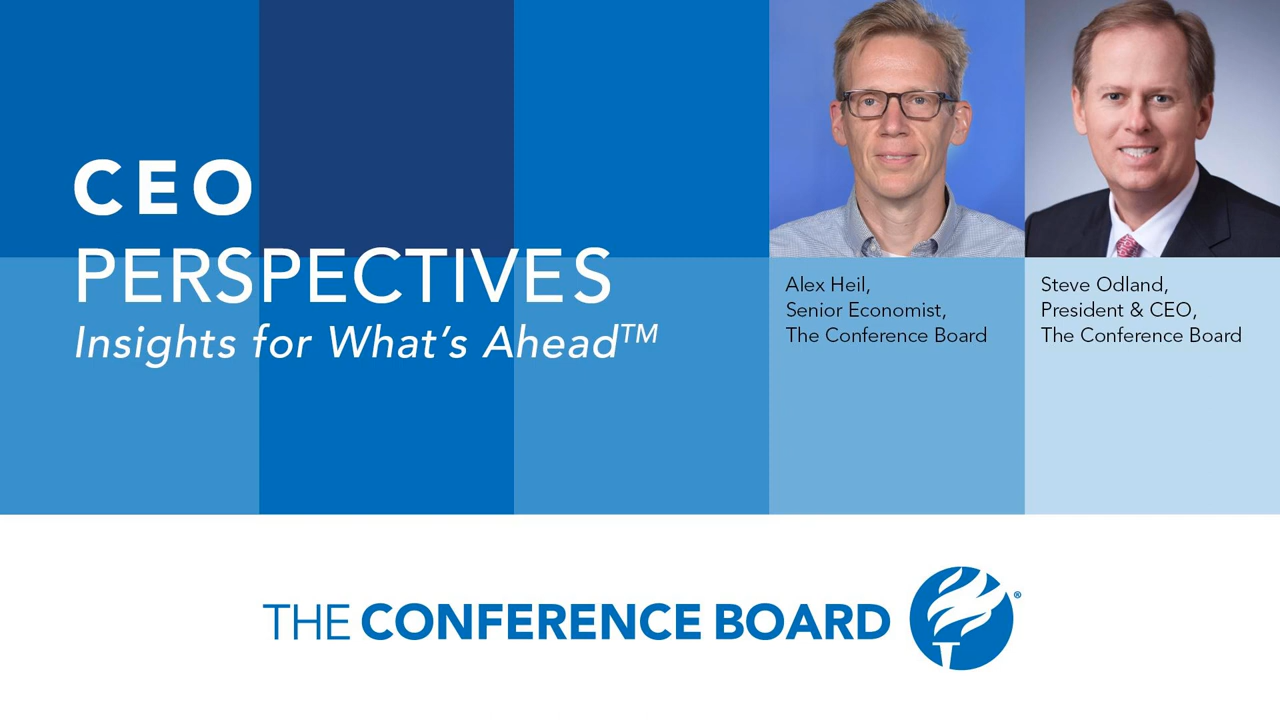 CEO
PERSPECTIVES
Insights for What's Ahead™
Alex Heil,
Senior Economist,
The Conference Board
Steve Odland,
President & CEO,
The Conference Board
THE CONFERENCE BOARD®